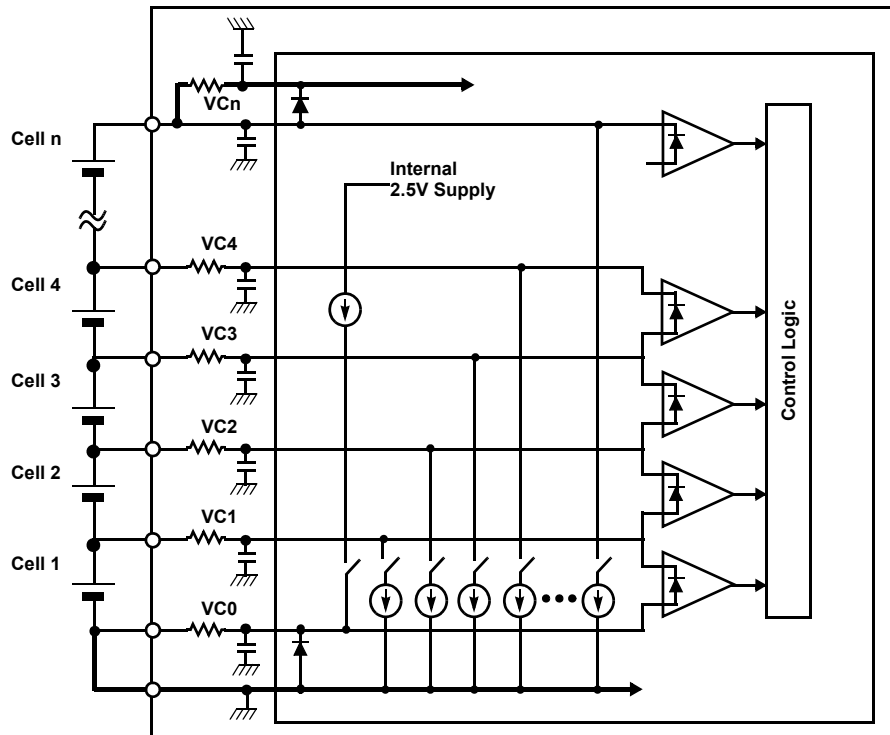 VCn
Cell n
Internal
2.5V Supply
VC4
Cell 4
VC3
Cell 3
VC2
Cell 2
VC1
Cell 1
VC0
Control Logic